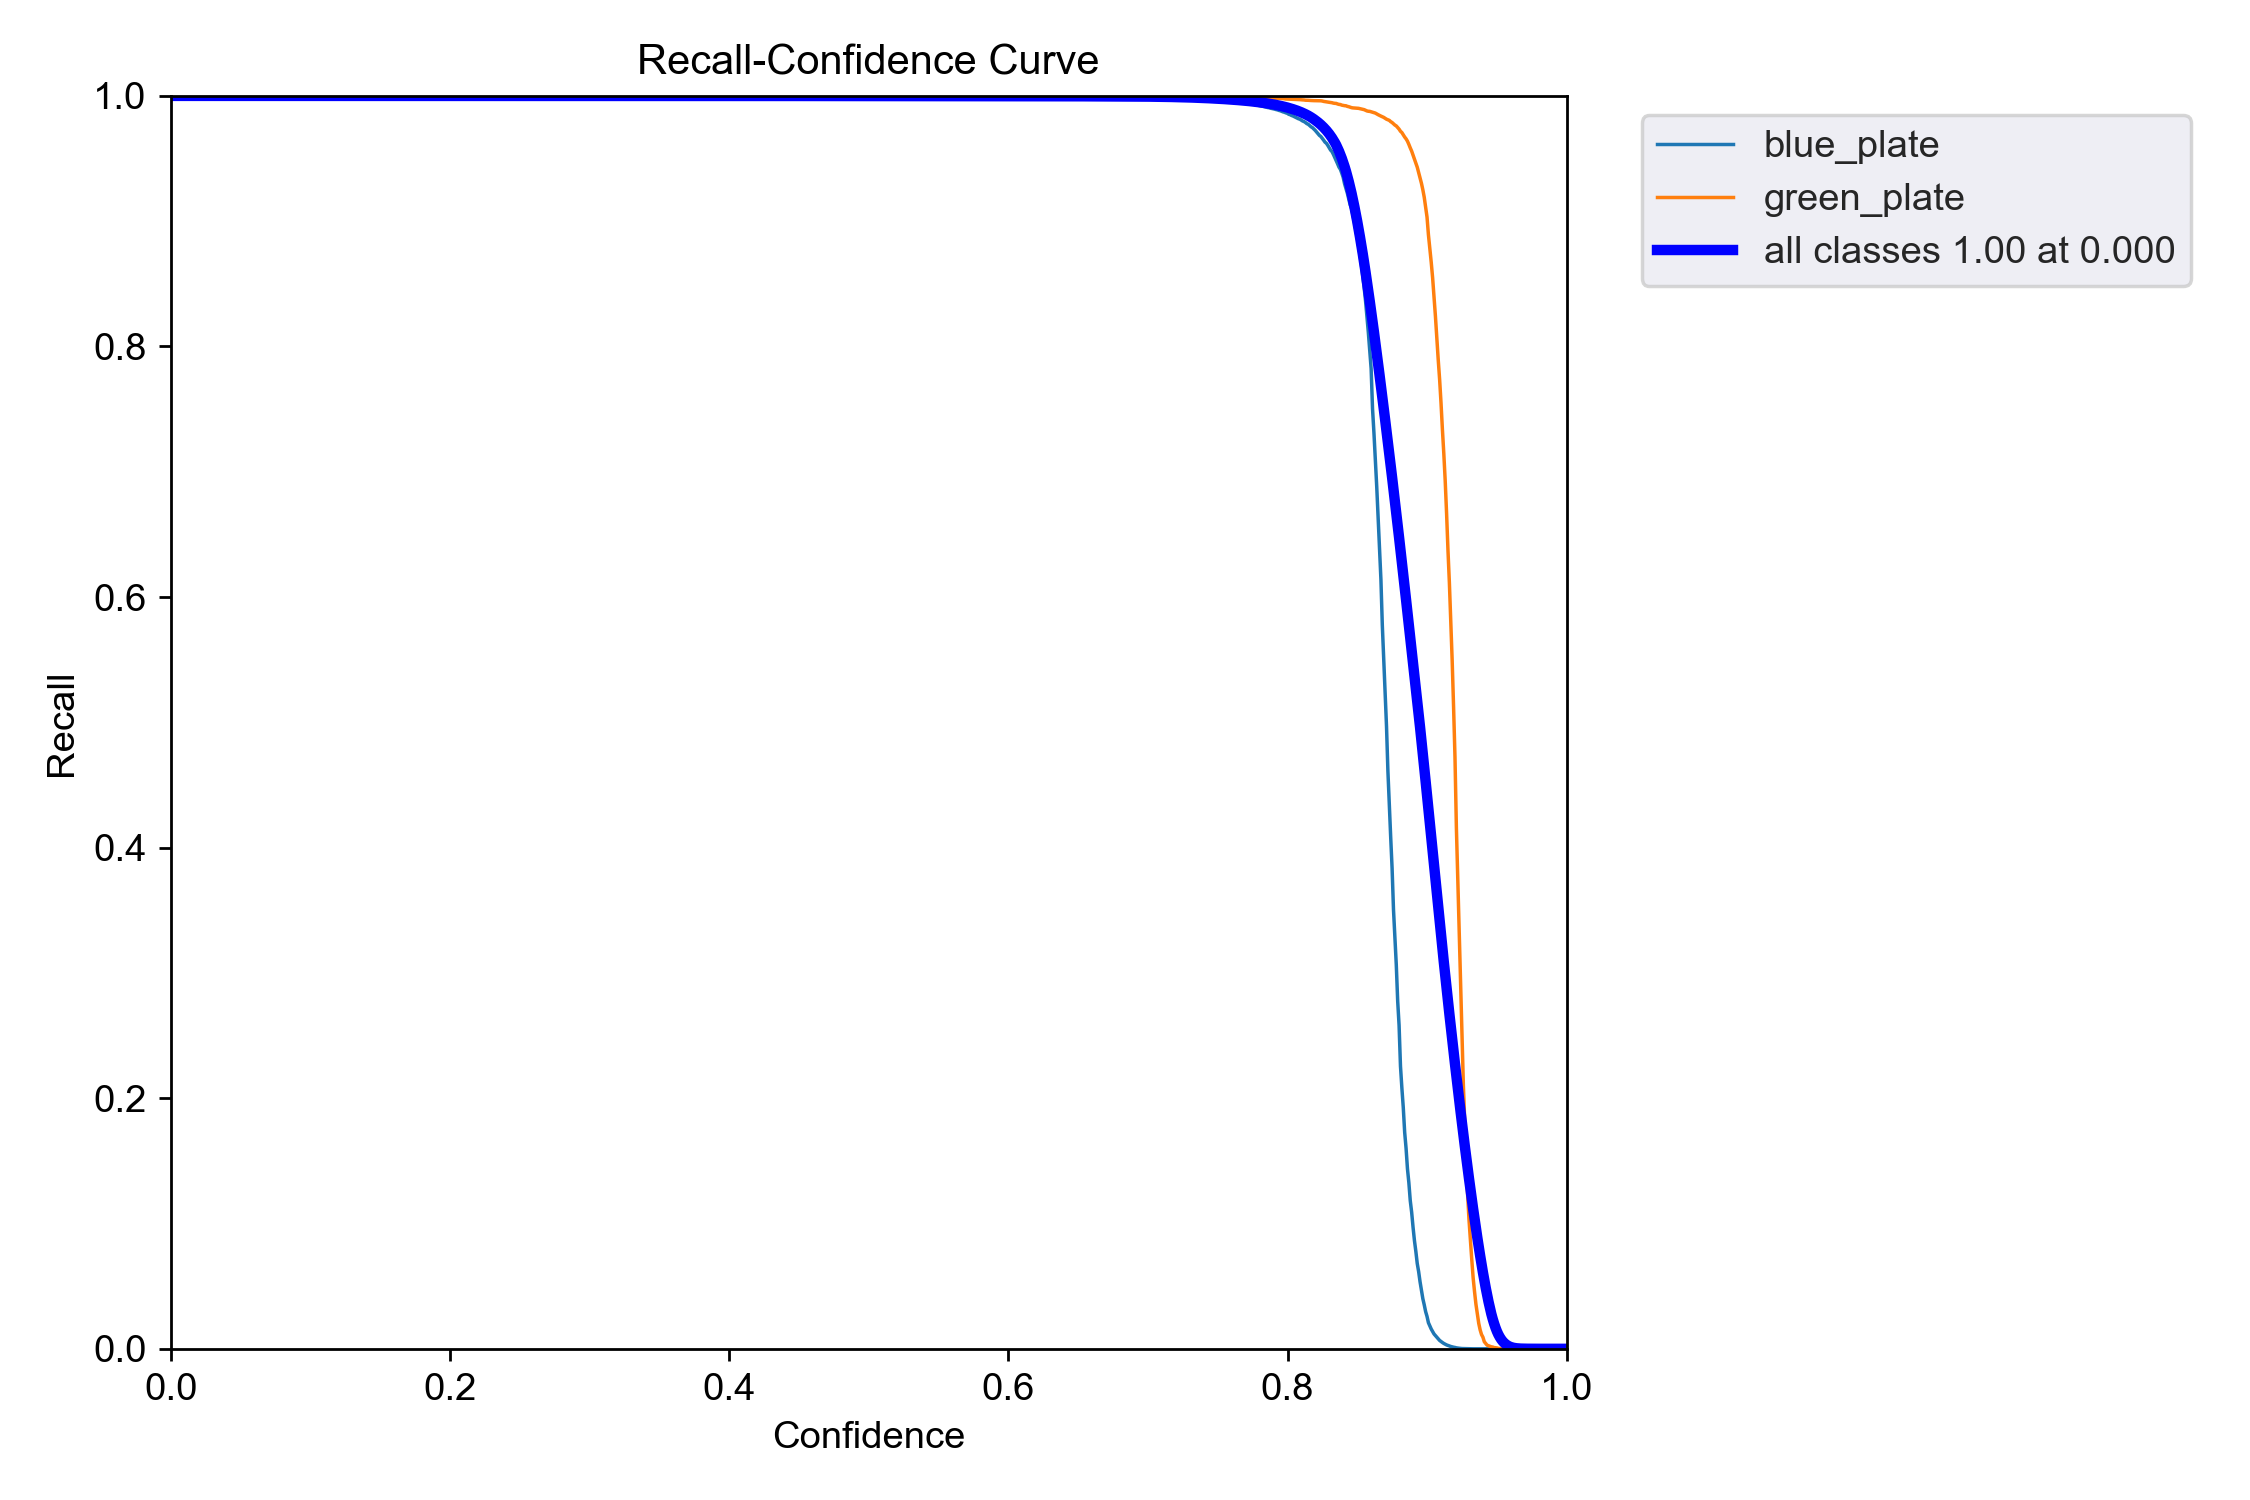 Recall-Confidence Curve
1.0
0.8
0.6
0.4
0.2
0.0
Recall
0.0 0.2 0.4 0.6 0.8 1.0
Confidence
blue_plate
green_plate
all classes 1.00 at 0.000